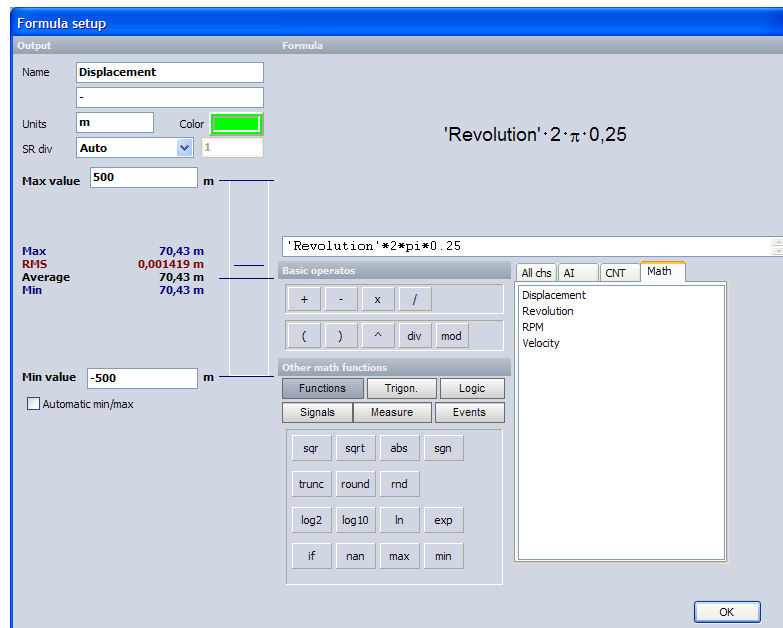 Formula setup
Output
Formula
Name Displacement
-
Units m Color
SR div Auto 1
'Revolution'·2·π·0,25
Max value 500 m
'Revolution'*2*pi*0.25
Max 70,43 m
RMS 0,001419 m
Average 70,43 m
Min 70,43 m
Basic operatos
+ - x /
( ) ^ div mod
All chs AI CNT Math
Displacement
Revolution
RPM
Velocity
Min value -500 m
Automatic min/max
Other math functions
Functions Trigon. Logic
Signals Measure Events
sqr sqrt abs sgn
trunc round rnd
log2 log10 ln exp
if nan max min
OK